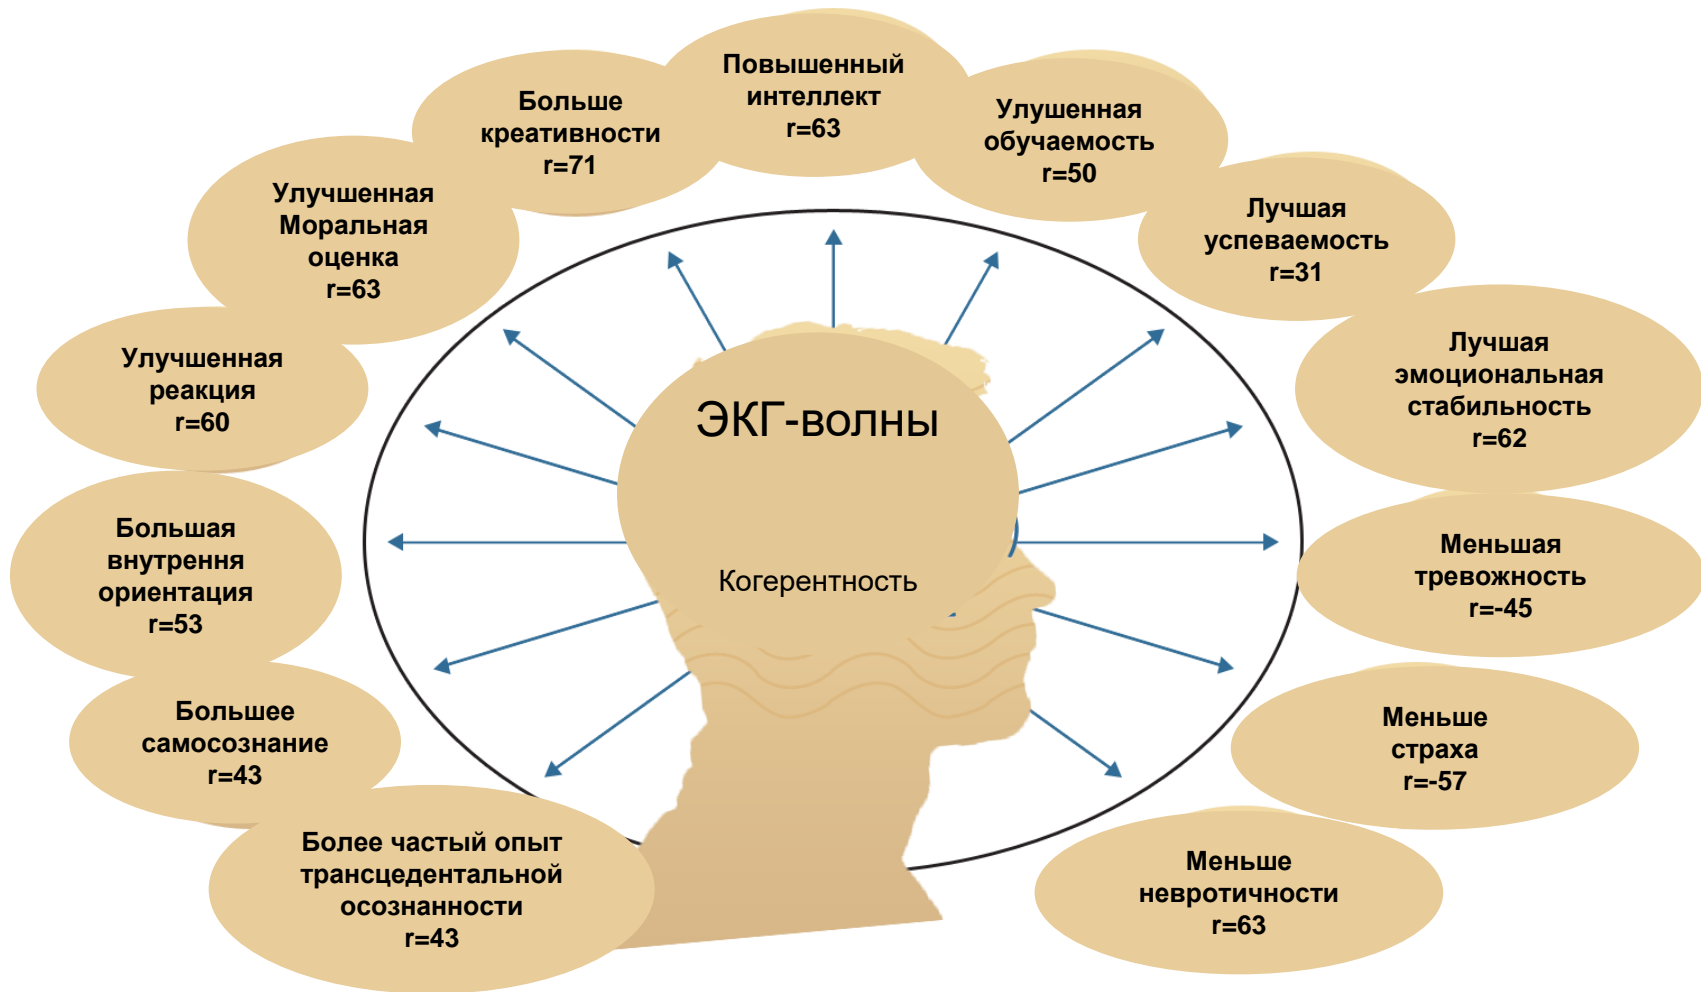 Повышенный
интеллект
r=63
Больше
креативности
r=71
Улушенная
обучаемость
r=50
Улучшенная
Моральная
оценка
r=63
Лучшая
успеваемость
r=31
Улучшенная
реакция
r=60
Лучшая
эмоциональная
стабильность
r=62
ЭКГ-волны
Когерентность
Большая
внутрення
ориентация
r=53
Меньшая
тревожность
r=-45
Большее
самосознание
r=43
Меньше
страха
r=-57
Более частый опыт
трансцедентальной
осознанности
r=43
Меньше
невротичности
r=63